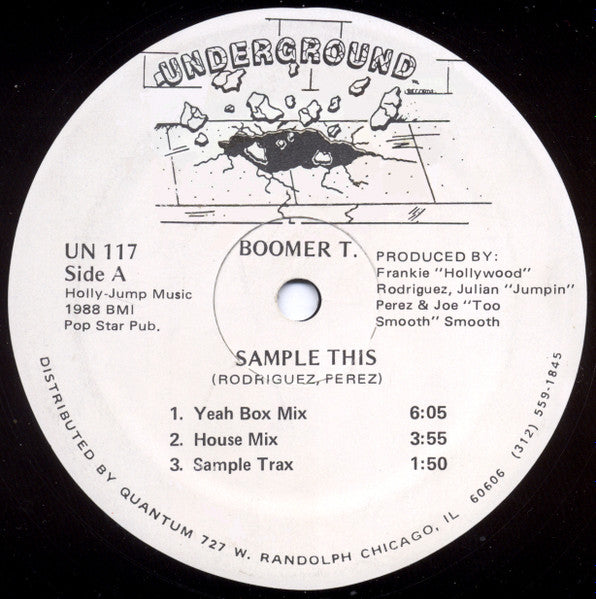 UNDERGROUND
RECORDS
UN 117
Side A
Holly-Jump Music
1988 BMI
Pop Star Pub.
BOOMER T.
PRODUCED BY:
Frankie "Hollywood"
Rodriguez, Julian "Jumpin"
Perez & Joe "Too
Smooth" Smooth
SAMPLE THIS
(RODRIGUEZ, PEREZ)
1. Yeah Box Mix 6:05
2. House Mix 3:55
3. Sample Trax 1:50
DISTRIBUTED BY QUANTUM 727 W. RANDOLPH CHICAGO, IL 60606 (312) 559-1845